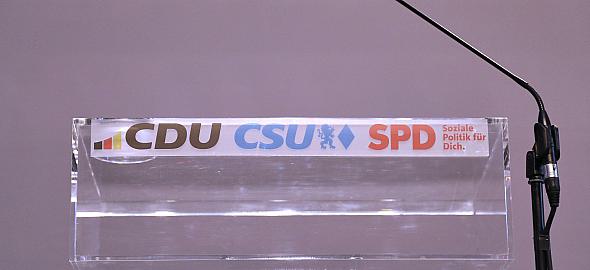 CDU CSU SPD Soziale
Politik für
Dich.